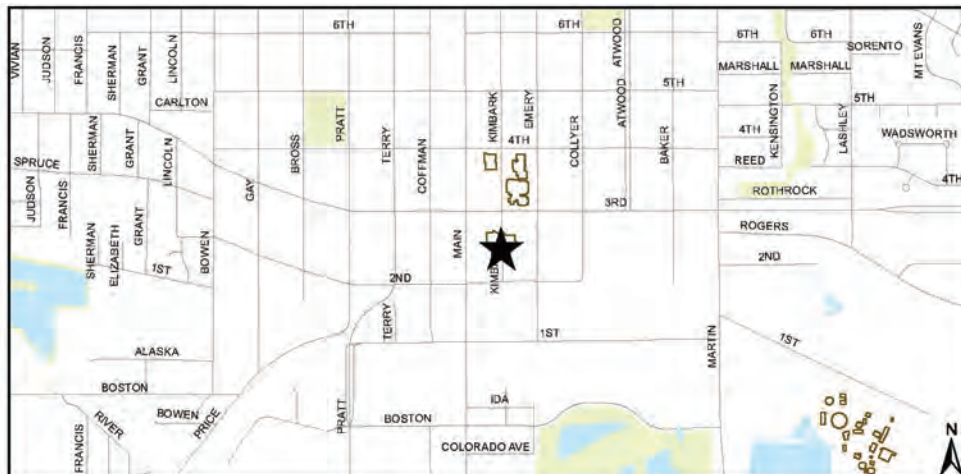 6TH
6TH
VIVIAN
JUDSON
FRANCIS
SHERMAN
GRANT
LINCOLN
CARLTON
ATWOOD
6TH
6TH
SORENTO
MT EVANS
MARSHALL
MARSHALL
5TH
5TH
PRATT
KIMBARK
EMERY
ATWOOD
KENSINGTON
4TH
4TH
LASHLEY
WADSWORTH
SPRUCE
SHERMAN
GRANT
LINCOLN
BROSS
TERRY
COFFMAN
COLLYER
BAKER
REED
4TH
ROTHROCK
JUDSON
FRANCIS
GAY
3RD
SHERMAN
ELIZABETH
GRANT
BOWEN
1ST
MAIN
ROGERS
2ND
2ND
KIMB
TERRY
1ST
MARTIN
1ST
ALASKA
BOSTON
IDA
RIVER
BOWEN
PRICE
PRATT
BOSTON
FRANCIS
COLORADO AVE
N